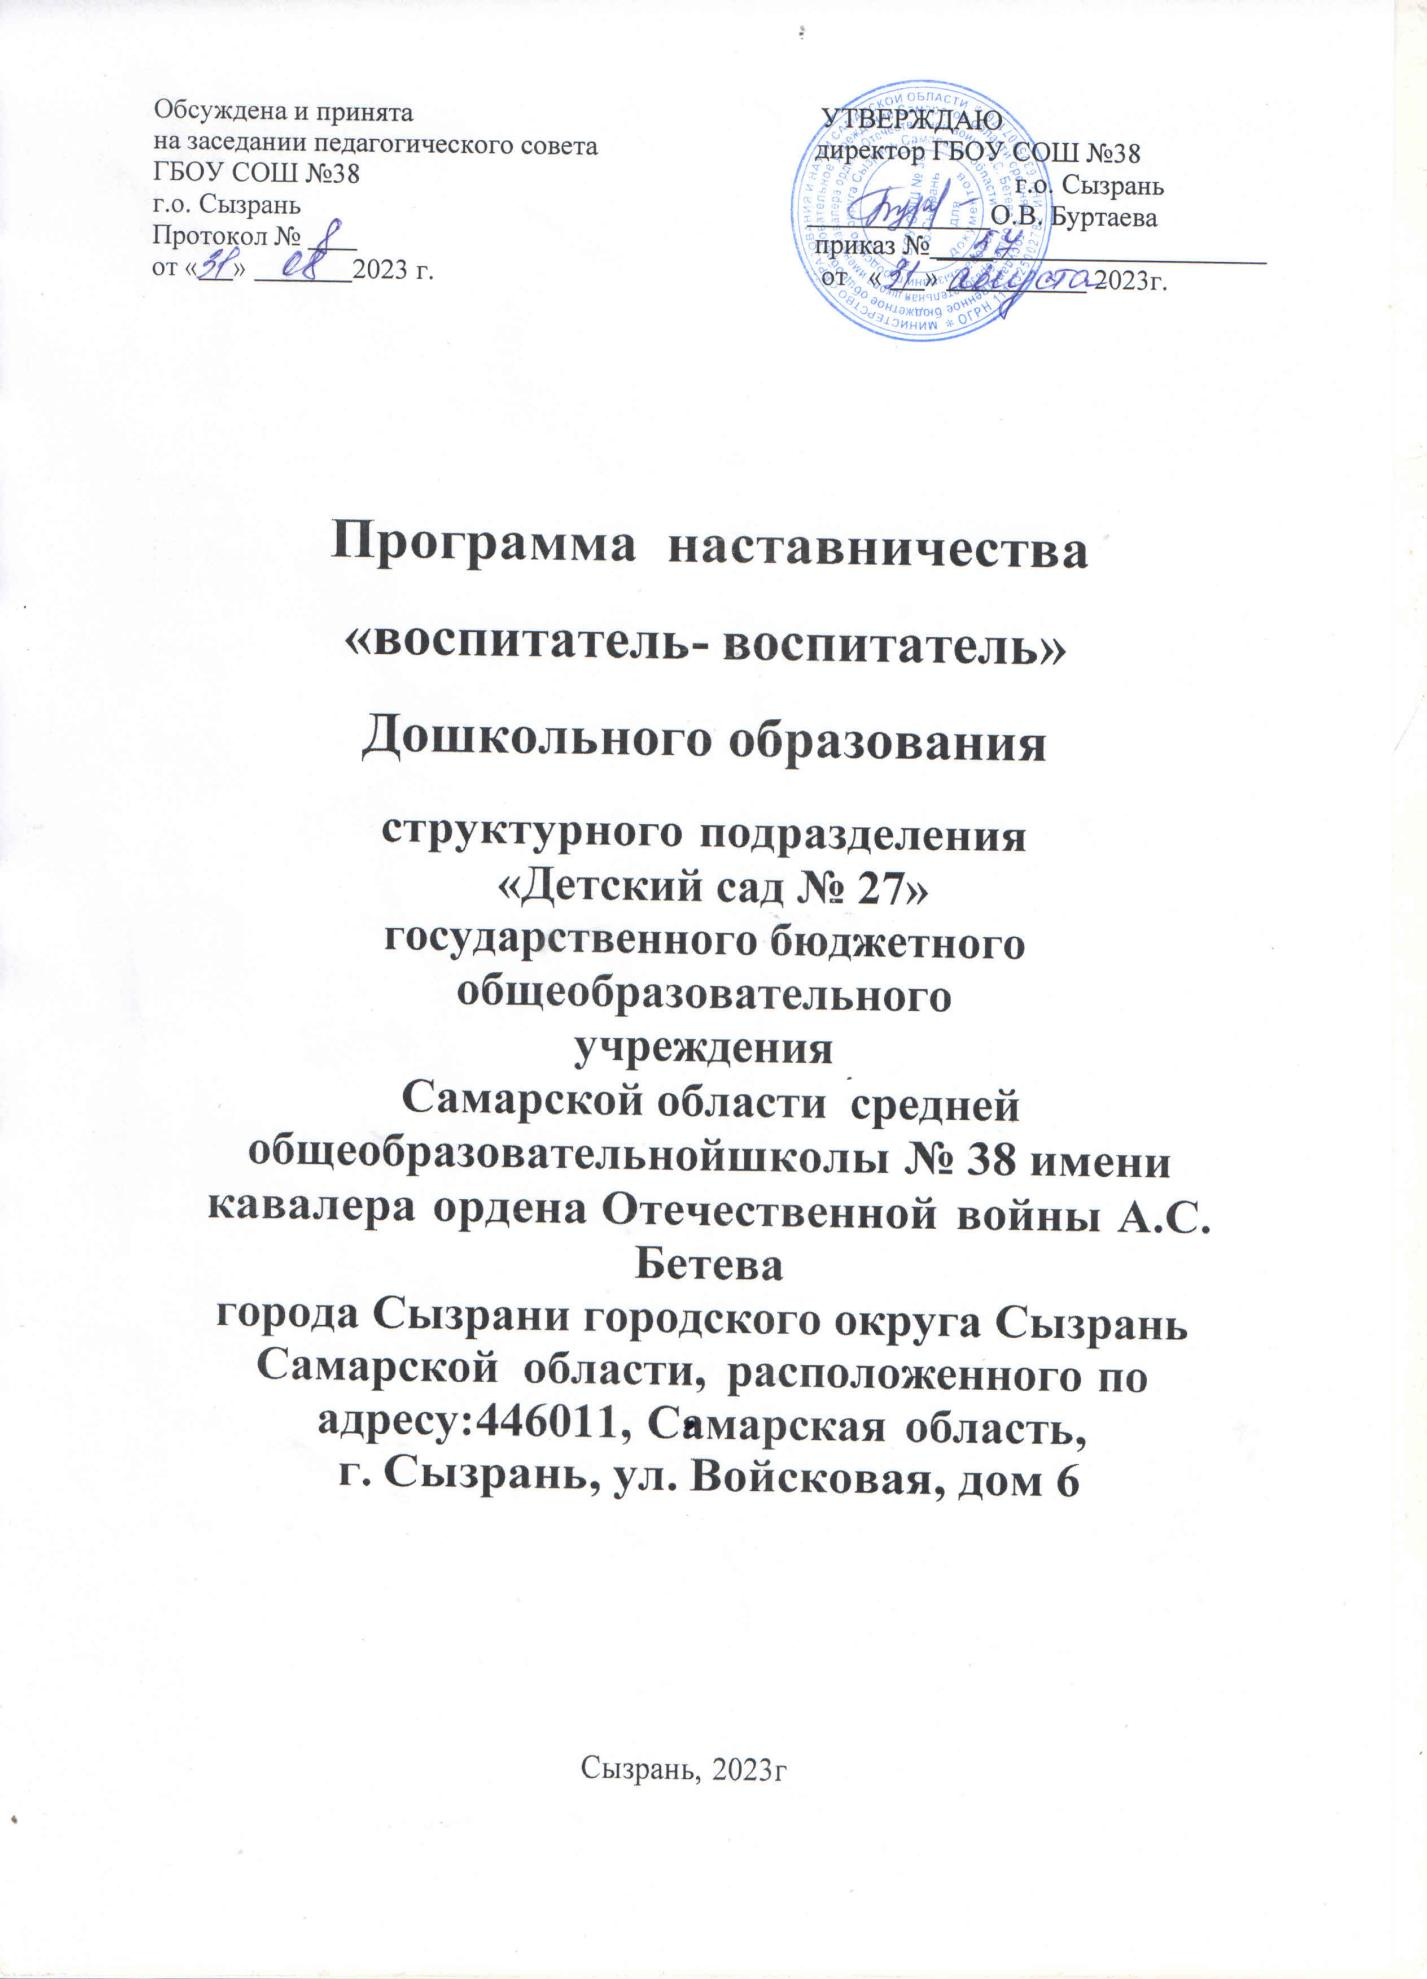 Обсуждена и принята
на заседании педагогического совета
ГБОУ СОШ №38
г.о. Сызрань
Протокол № 8
от «31» 08 2023 г.
УТВЕРЖДАЮ
директор ГБОУ СОШ №38
г.о. Сызрань
О.В. Буртаева
приказ №
от «31» августа 2023г.
Программа наставничества
«воспитатель- воспитатель»
Дошкольного образования
структурного подразделения
«Детский сад № 27»
государственного бюджетного
общеобразовательного
учреждения
Самарской области средней
общеобразовательнойшколы № 38 имени
кавалера ордена Отечественной войны А.С.
Бетева
города Сызрани городского округа Сызрань
Самарской области, расположенного по
адресу:446011, Самарская область,
г. Сызрань, ул. Войсковая, дом 6
Сызрань, 2023г